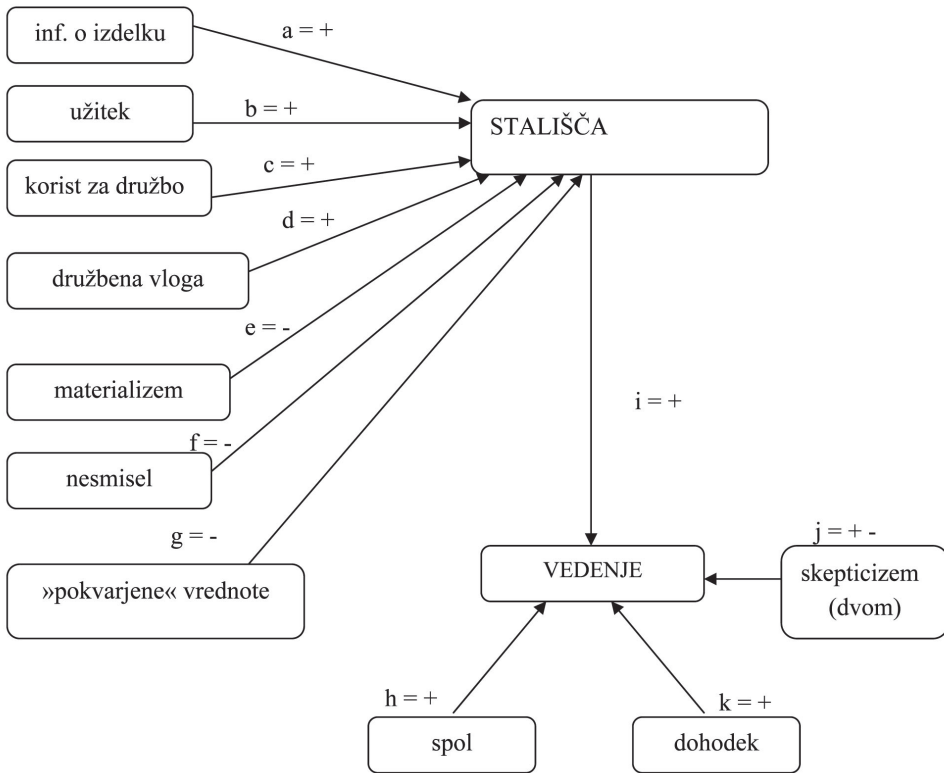 inf. o izdelku
a = +
užitek
b = +
STALIŠČA
korist za družbo
c = +
d = +
družbena vloga
e = -
materializem
i = +
f = -
nesmisel
g = -
j = + -
»pokvarjene« vrednote
VEDENJE
skepticizem
(dvom)
h = +
k = +
spol
dohodek